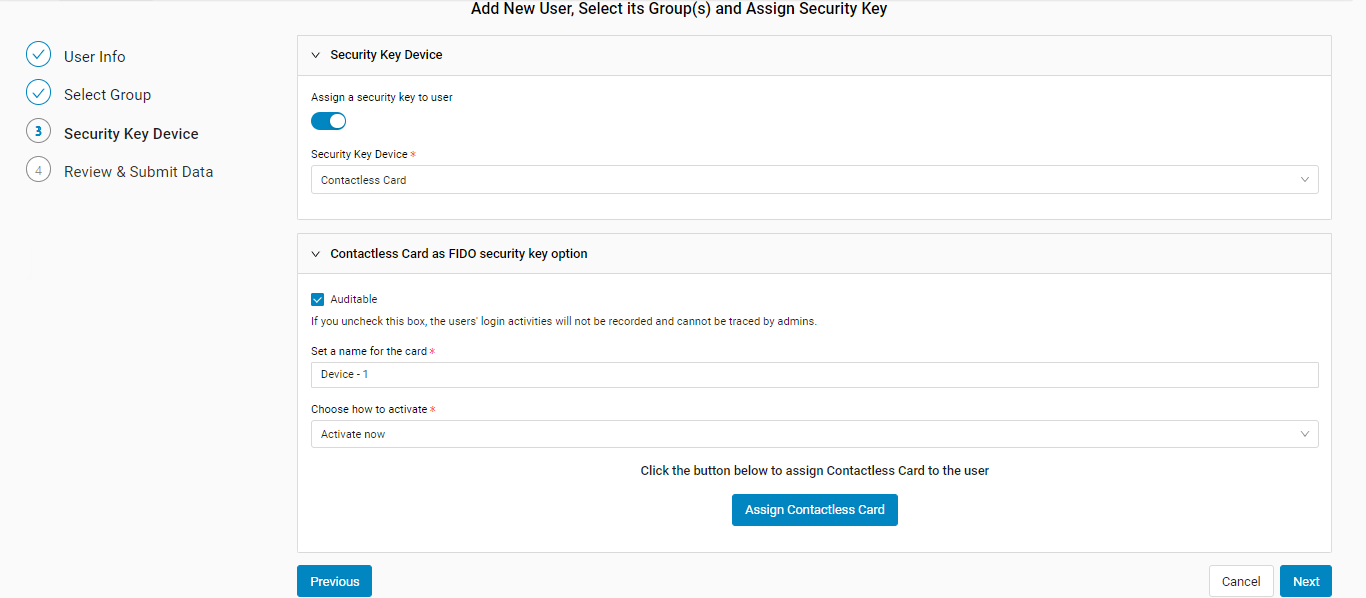 Add New User, Select its Group(s) and Assign Security Key
User Info
Select Group
3 Security Key Device
4 Review & Submit Data
Security Key Device
Assign a security key to user
Security Key Device *
Contactless Card
Contactless Card as FIDO security key option
Auditable
If you uncheck this box, the users' login activities will not be recorded and cannot be traced by admins.
Set a name for the card *
Device - 1
Choose how to activate *
Activate now
Click the button below to assign Contactless Card to the user
Assign Contactless Card
Previous
Cancel
Next